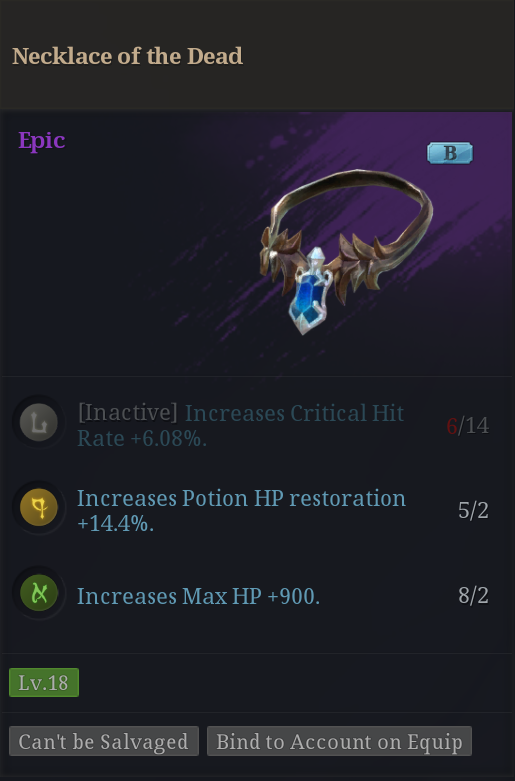 Necklace of the Dead
Epic
B
[Inactive] Increases Critical Hit
Rate +6.08%.
6/14
Increases Potion HP restoration
+14.4%.
5/2
Increases Max HP +900.
8/2
Lv.18
Can't be Salvaged
Bind to Account on Equip